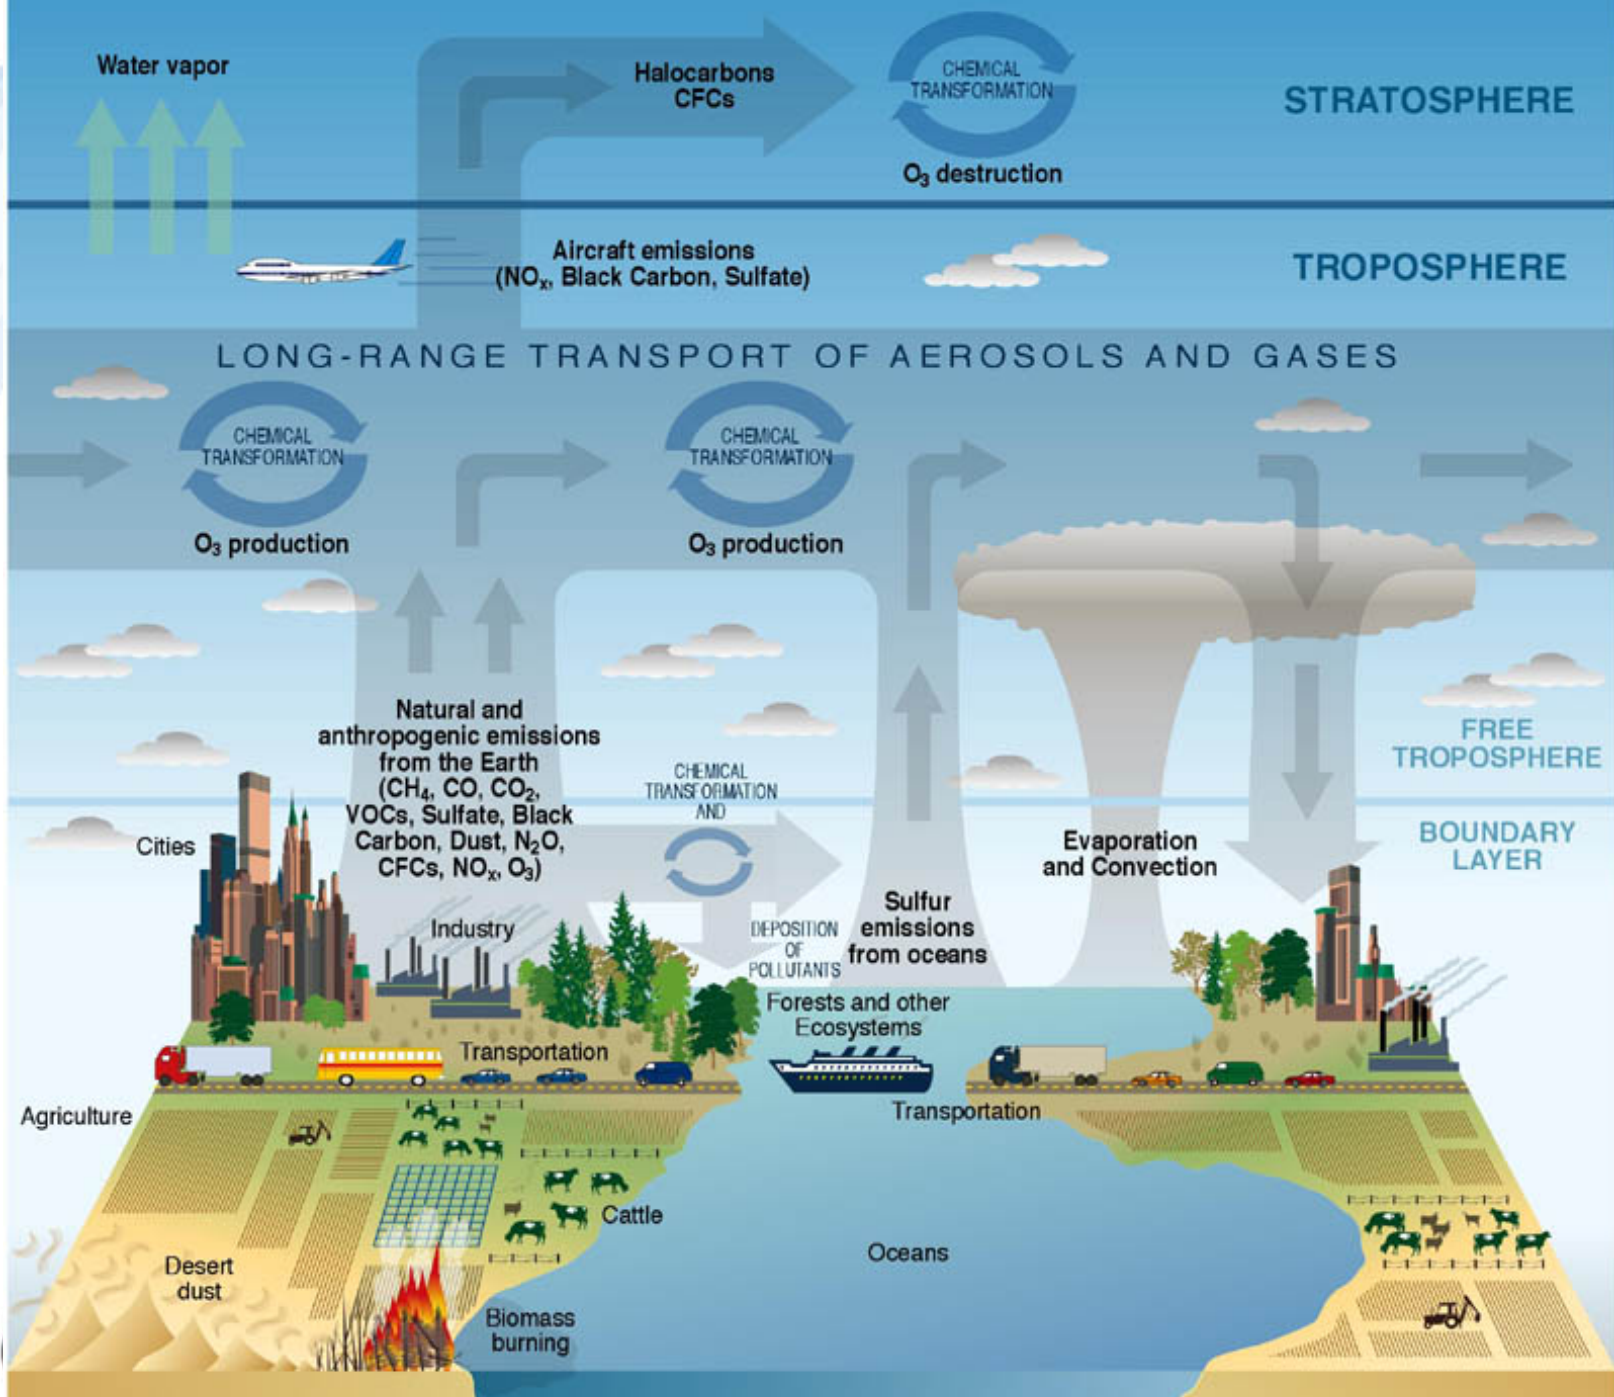 Water vapor
Halocarbons
CFCs
CHEMICAL
TRANSFORMATION
O₃ destruction
STRATOSPHERE
Aircraft emissions
(NOₓ, Black Carbon, Sulfate)
TROPOSPHERE
LONG-RANGE TRANSPORT OF AEROSOLS AND GASES
CHEMICAL
TRANSFORMATION
O₃ production
CHEMICAL
TRANSFORMATION
O₃ production
Natural and
anthropogenic emissions
from the Earth
(CH₄, CO, CO₂,
VOCs, Sulfate, Black
Carbon, Dust, N₂O,
CFCs, NOₓ, O₃)
CHEMICAL
TRANSFORMATION
AND
DEPOSITION
OF
POLLUTANTS
FREE
TROPOSPHERE
BOUNDARY
LAYER
Cities
Industry
Sulfur
emissions
from oceans
Evaporation
and Convection
Forests and other
Ecosystems
Transportation
Transportation
Agriculture
Cattle
Oceans
Desert
dust
Biomass
burning